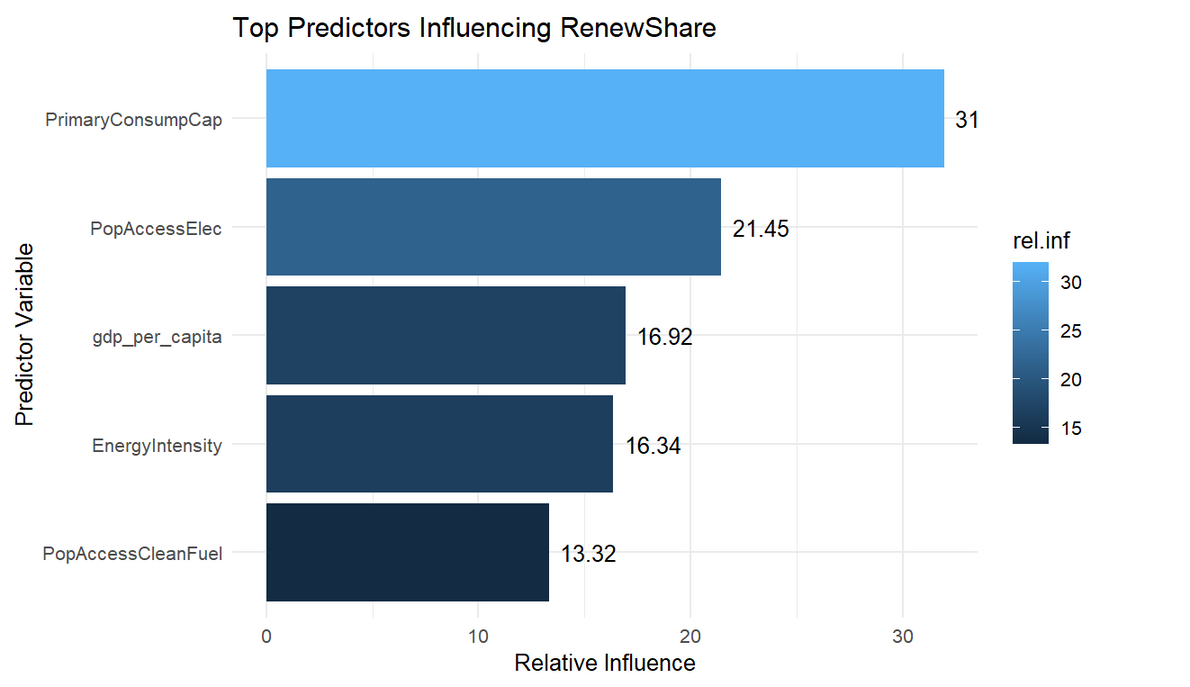 Top Predictors Influencing RenewShare
PrimaryConsumpCap
31
PopAccessElec
21.45
gdp_per_capita
16.92
EnergyIntensity
16.34
PopAccessCleanFuel
13.32
Predictor Variable
0 10 20 30
Relative Influence
rel.inf
30
25
20
15